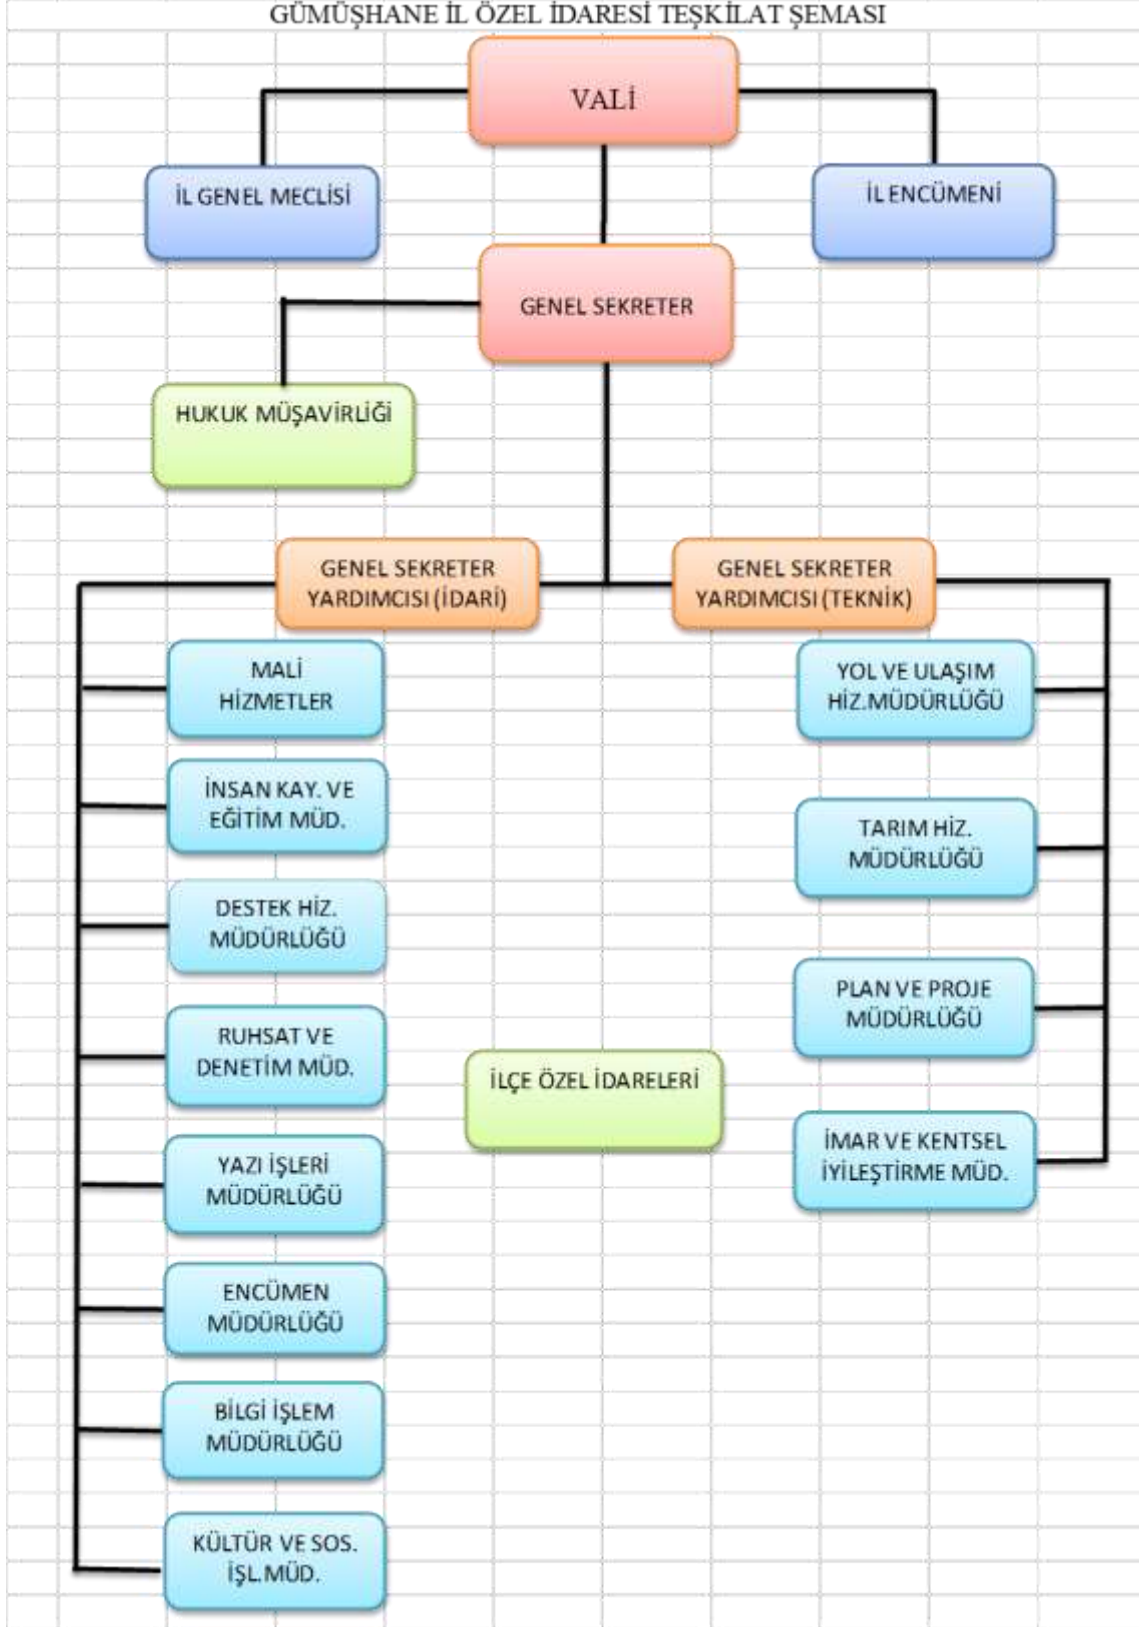 GÜMÜŞHANE İL ÖZEL İDARESİ TEŞKİLAT ŞEMASI
VALİ
İL GENEL MECLİSİ
İL ENCÜMENİ
GENEL SEKRETER
HUKUK MÜŞAVİRLİĞİ
GENEL SEKRETER
YARDIMCISI (İDARİ)
GENEL SEKRETER
YARDIMCISI (TEKNİK)
MALİ
HİZMETLER
İNSAN KAY. VE
EĞİTİM MÜD.
DESTEK HİZ.
MÜDÜRLÜĞÜ
RUHSAT VE
DENETİM MÜD.
YAZI İŞLERİ
MÜDÜRLÜĞÜ
ENCÜMEN
MÜDÜRLÜĞÜ
BİLGİ İŞLEM
MÜDÜRLÜĞÜ
KÜLTÜR VE SOS.
İŞL.MÜD.
İLÇE ÖZEL İDARELERİ
YOL VE ULAŞIM
HİZ.MÜDÜRLÜĞÜ
TARIM HİZ.
MÜDÜRLÜĞÜ
PLAN VE PROJE
MÜDÜRLÜĞÜ
İMAR VE KENTSEL
İYİLEŞTİRME MÜD.